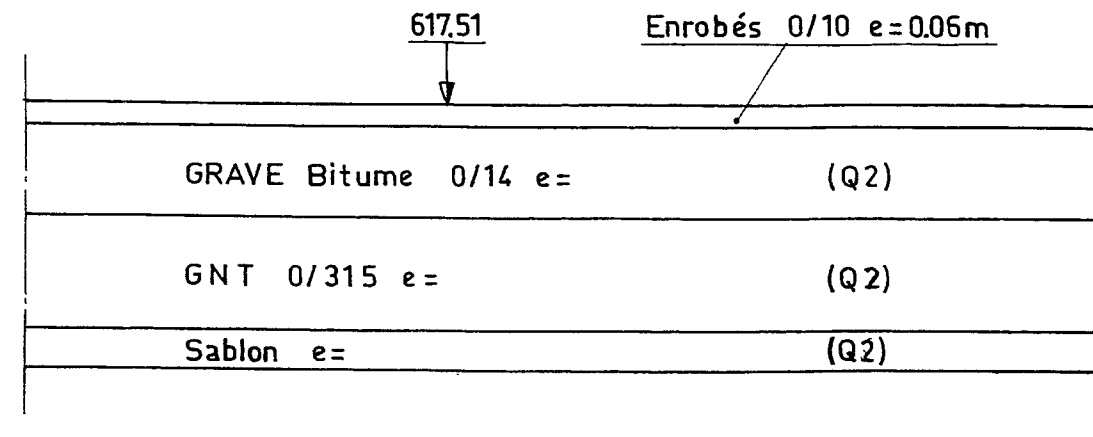 617.51 Enrobés 0/10 e=0.06m
GRAVE Bitume 0/14 e= (Q2)
GNT 0/315 e= (Q2)
Sablon e= (Q2)